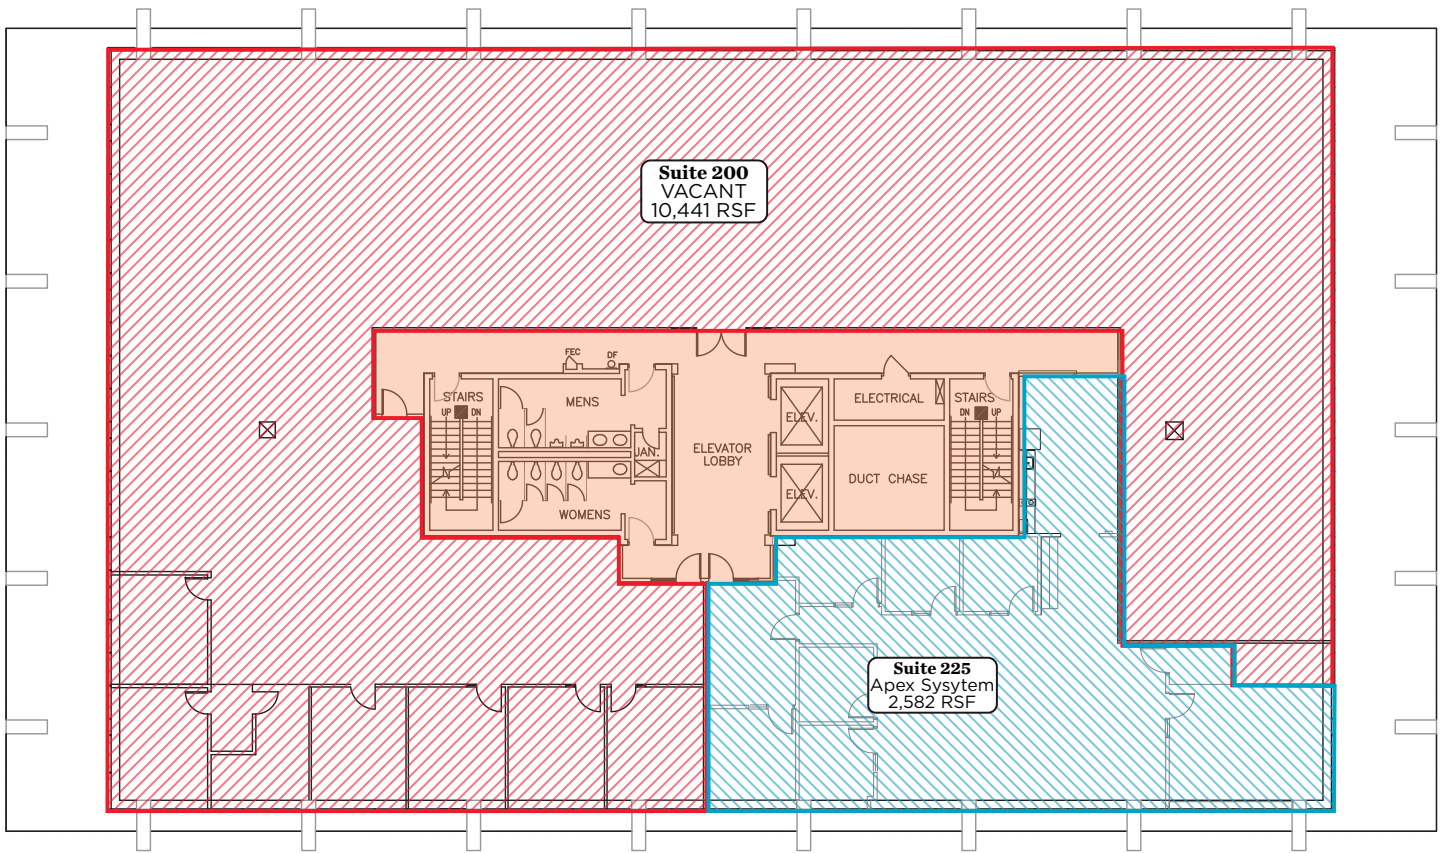 Suite 200
VACANT
10,441 RSF
FEC
DF
STAIRS
UP DN
MENS
JAN.
WOMENS
ELEVATOR
LOBBY
ELEV.
ELEV.
ELECTRICAL
DUCT CHASE
STAIRS
DN UP
Suite 225
Apex Sysytem
2,582 RSF